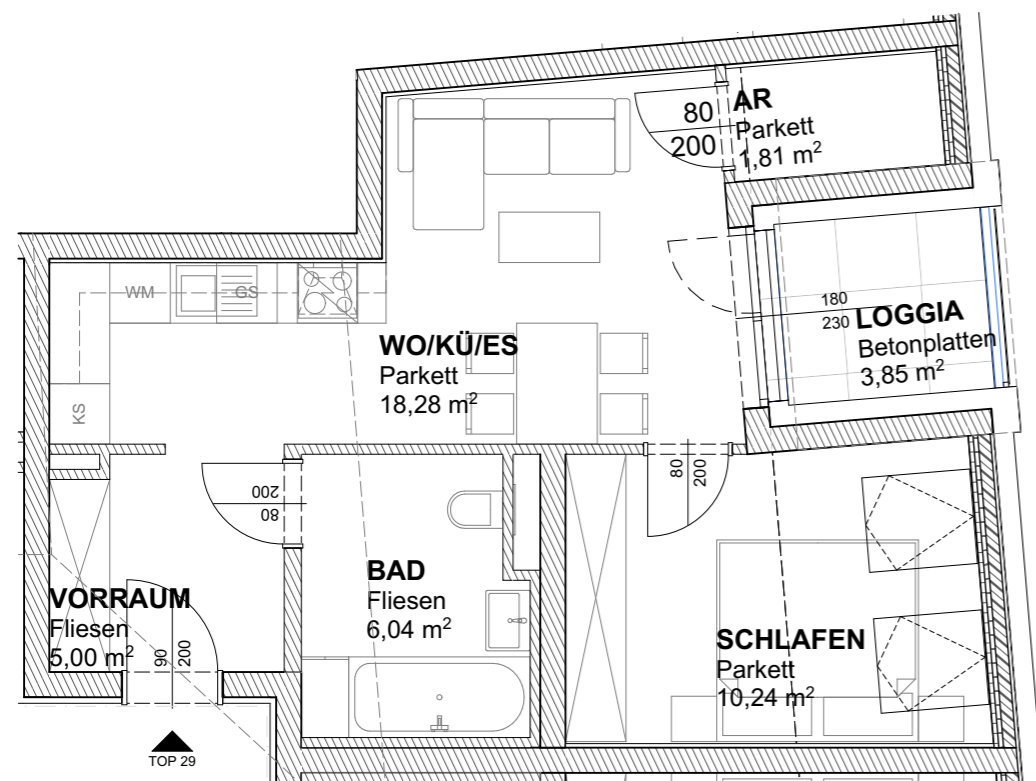 80
200
AR
Parkett
1,81 m²
WM
GS
KS
180
230
LOGGIA
Betonplatten
3,85 m²
WO/KÜ/ES
Parkett
18,28 m²
80
200
80
200
BAD
Fliesen
6,04 m²
VORRAUM
Fliesen
5,00 m²
90
200
SCHLAFEN
Parkett
10,24 m²
TOP 29